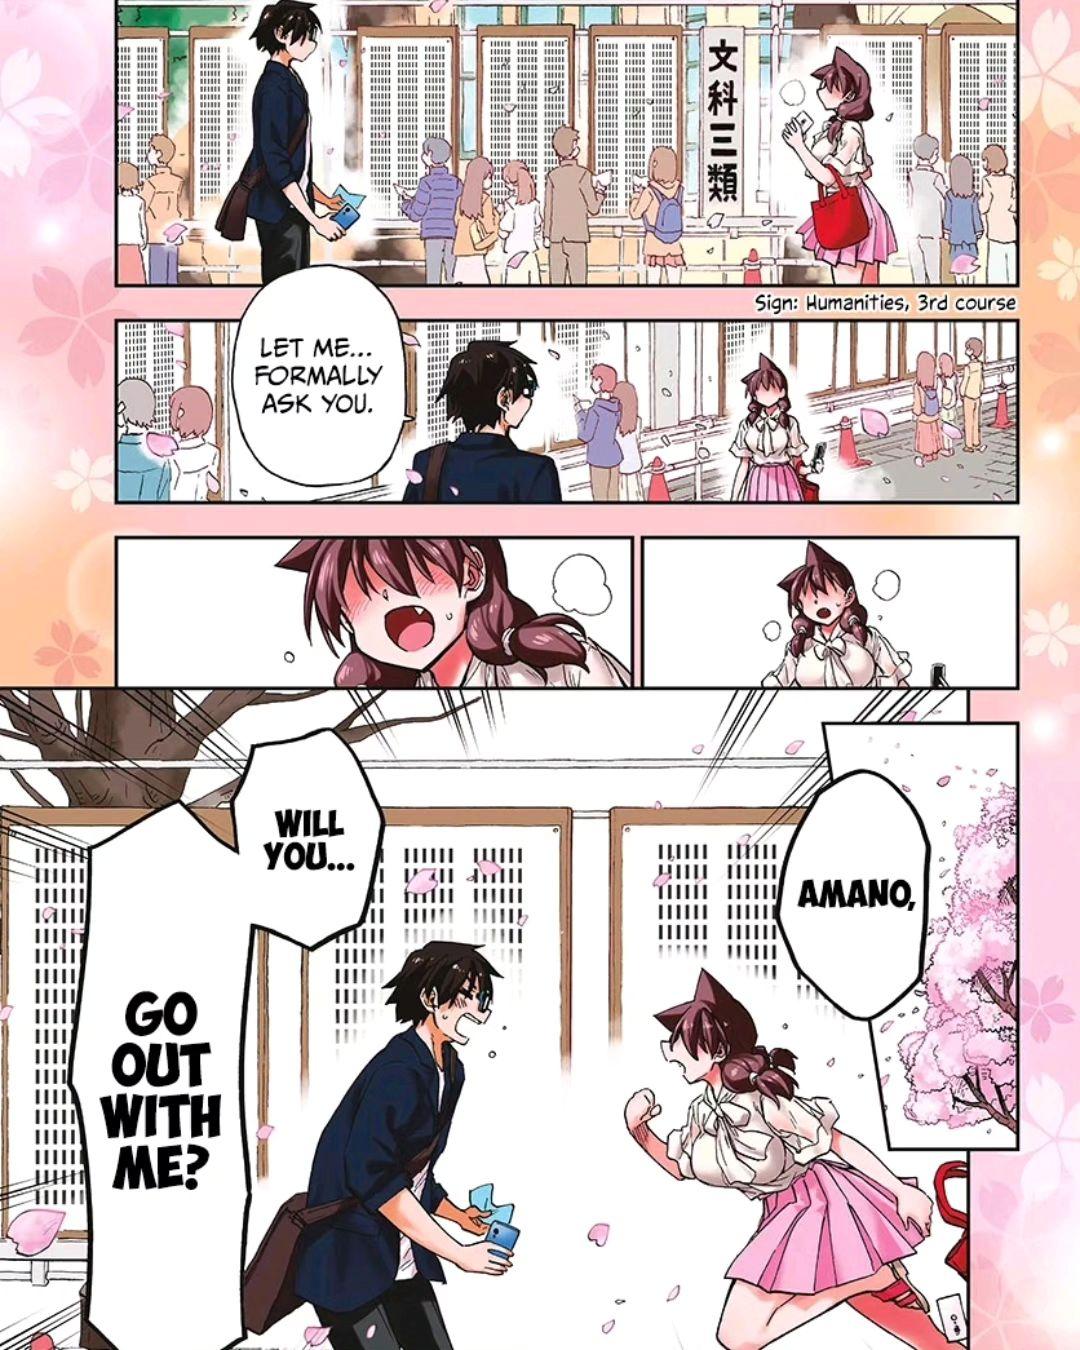 文科三類
Sign: Humanities, 3rd course
LET ME...
FORMALLY
ASK YOU.
AMANO,
WILL
YOU...
GO
OUT
WITH
ME?